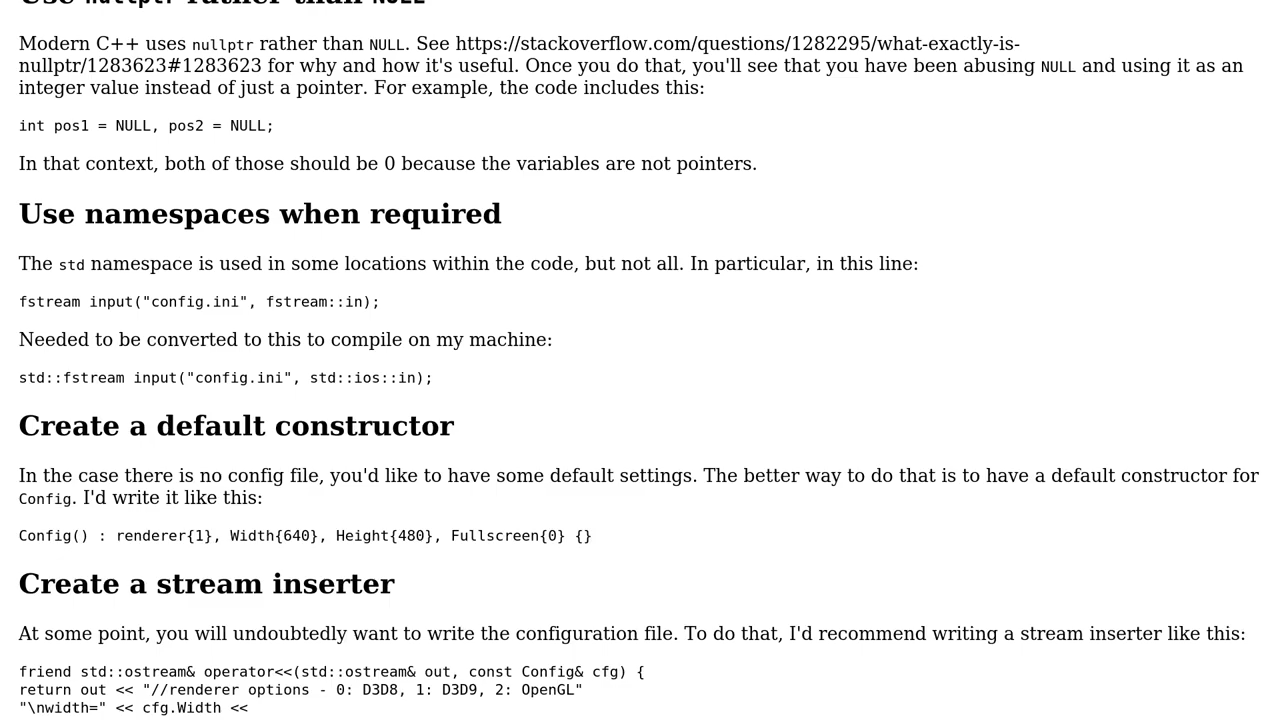 Use nullptr rather than NULL
Modern C++ uses nullptr rather than NULL. See https://stackoverflow.com/questions/1282295/what-exactly-is-
nullptr/1283623#1283623 for why and how it's useful. Once you do that, you'll see that you have been abusing NULL and using it as an
integer value instead of just a pointer. For example, the code includes this:
int pos1 = NULL, pos2 = NULL;
In that context, both of those should be 0 because the variables are not pointers.
Use namespaces when required
The std namespace is used in some locations within the code, but not all. In particular, in this line:
fstream input("config.ini", fstream::in);
Needed to be converted to this to compile on my machine:
std::fstream input("config.ini", std::ios::in);
Create a default constructor
In the case there is no config file, you'd like to have some default settings. The better way to do that is to have a default constructor for
Config. I'd write it like this:
Config() : renderer{1}, Width{640}, Height{480}, Fullscreen{0} {}
Create a stream inserter
At some point, you will undoubtedly want to write the configuration file. To do that, I'd recommend writing a stream inserter like this:
friend std::ostream& operator<<(std::ostream& out, const Config& cfg) {
return out << "//renderer options - 0: D3D8, 1: D3D9, 2: OpenGL"
"\nwidth=" << cfg.Width <<